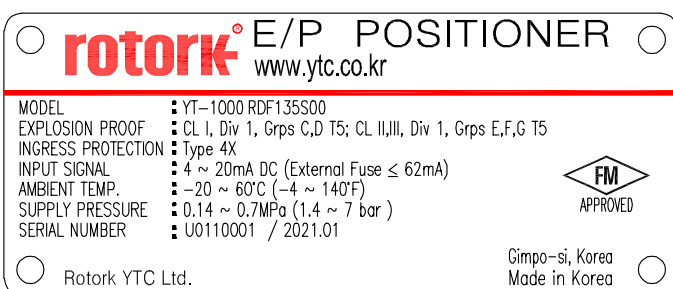 rotork® E/P POSITIONER
www.ytc.co.kr
MODEL : YT-1000 RDF135S00
EXPLOSION PROOF : CL I, Div 1, Grps C,D T5; CL II,III, Div 1, Grps E,F,G T5
INGRESS PROTECTION : Type 4X
INPUT SIGNAL : 4 ~ 20mA DC (External Fuse ≤ 62mA)
AMBIENT TEMP. : -20 ~ 60°C (-4 ~ 140°F)
SUPPLY PRESSURE : 0.14 ~ 0.7MPa (1.4 ~ 7 bar )
SERIAL NUMBER : U0110001 / 2021.01
FM
APPROVED
Rotork YTC Ltd.
Gimpo-si, Korea
Made in Korea